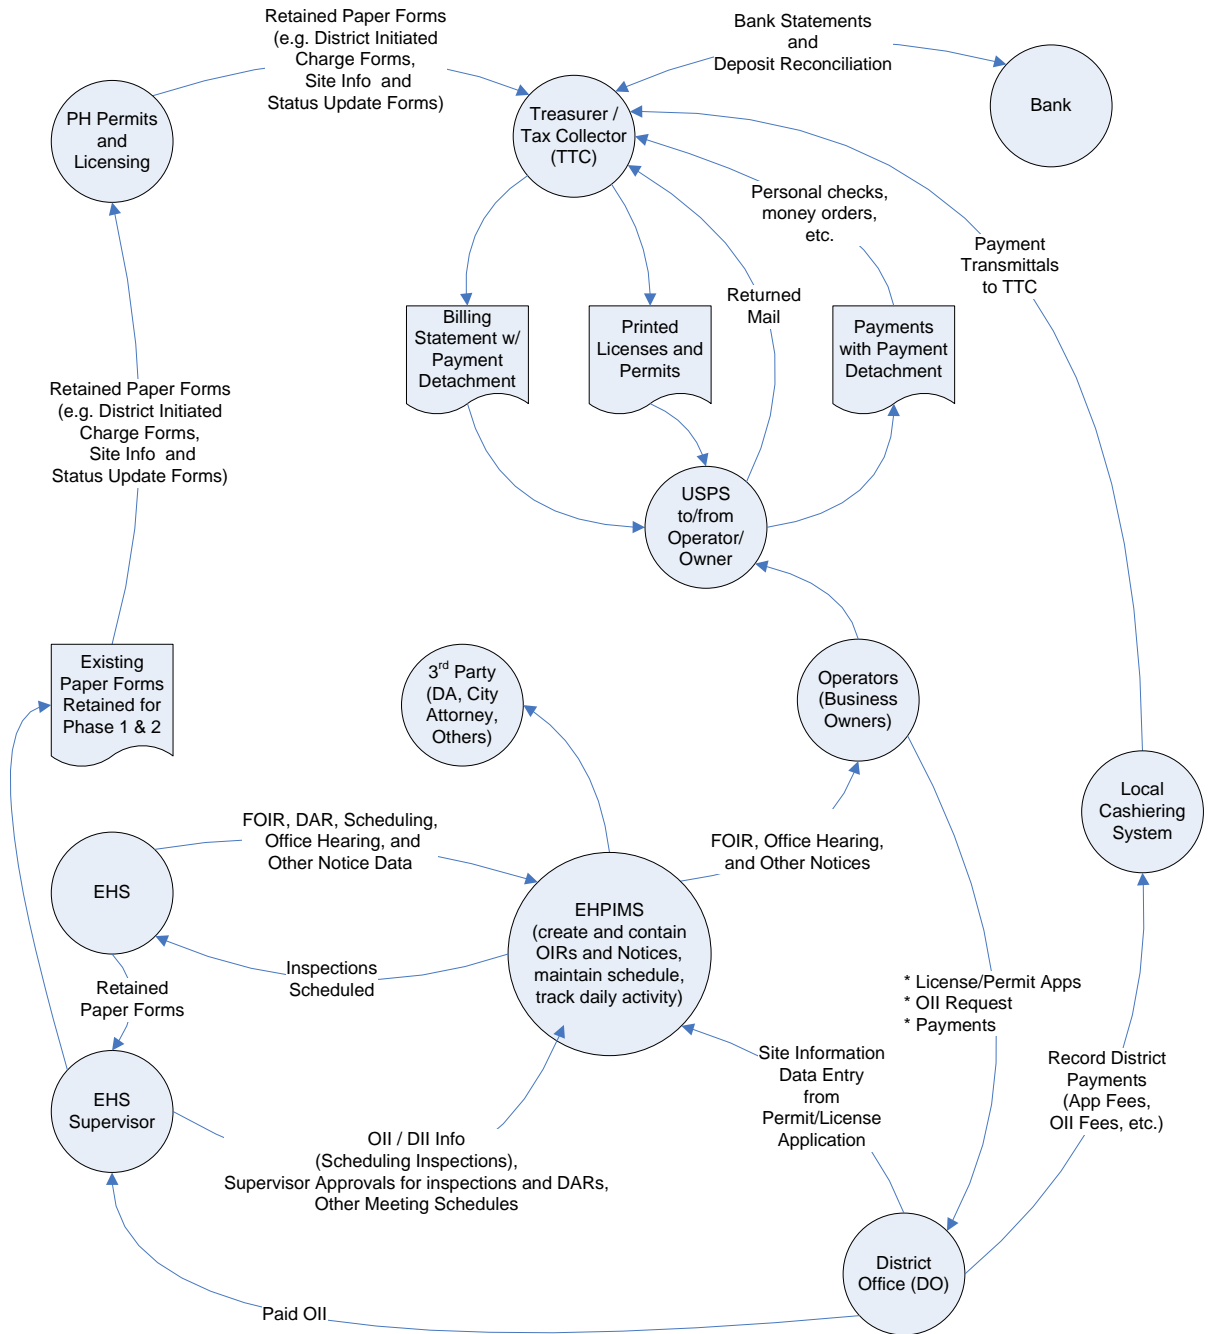 Retained Paper Forms
(e.g. District Initiated
Charge Forms,
Site Info  and
Status Update Forms)
Bank Statements
and
Deposit Reconciliation
PH Permits
and
Licensing
Treasurer /
Tax Collector
(TTC)
Bank
Personal checks,
money orders,
etc.
Payment
Transmittals
to TTC
Returned
Mail
Billing
Statement w/
Payment
Detachment
Printed
Licenses and
Permits
Payments
with Payment
Detachment
Retained Paper Forms
(e.g. District Initiated
Charge Forms,
Site Info  and
Status Update Forms)
USPS
to/from
Operator/
Owner
Existing
Paper Forms
Retained for
Phase 1 & 2
3rd Party
(DA, City
Attorney,
Others)
Operators
(Business
Owners)
Local
Cashiering
System
FOIR, DAR, Scheduling,
Office Hearing, and
Other Notice Data
FOIR, Office Hearing,
and Other Notices
EHS
EHPIMS
(create and contain
OIRs and Notices,
maintain schedule,
track daily activity)
Inspections
Scheduled
Retained
Paper Forms
* License/Permit Apps
* OII Request
* Payments
Site Information
Data Entry
from
Permit/License
Application
Record District
Payments
(App Fees,
OII Fees, etc.)
EHS
Supervisor
OII / DII Info
(Scheduling Inspections),
Supervisor Approvals for inspections and DARs,
Other Meeting Schedules
District
Office (DO)
Paid OII